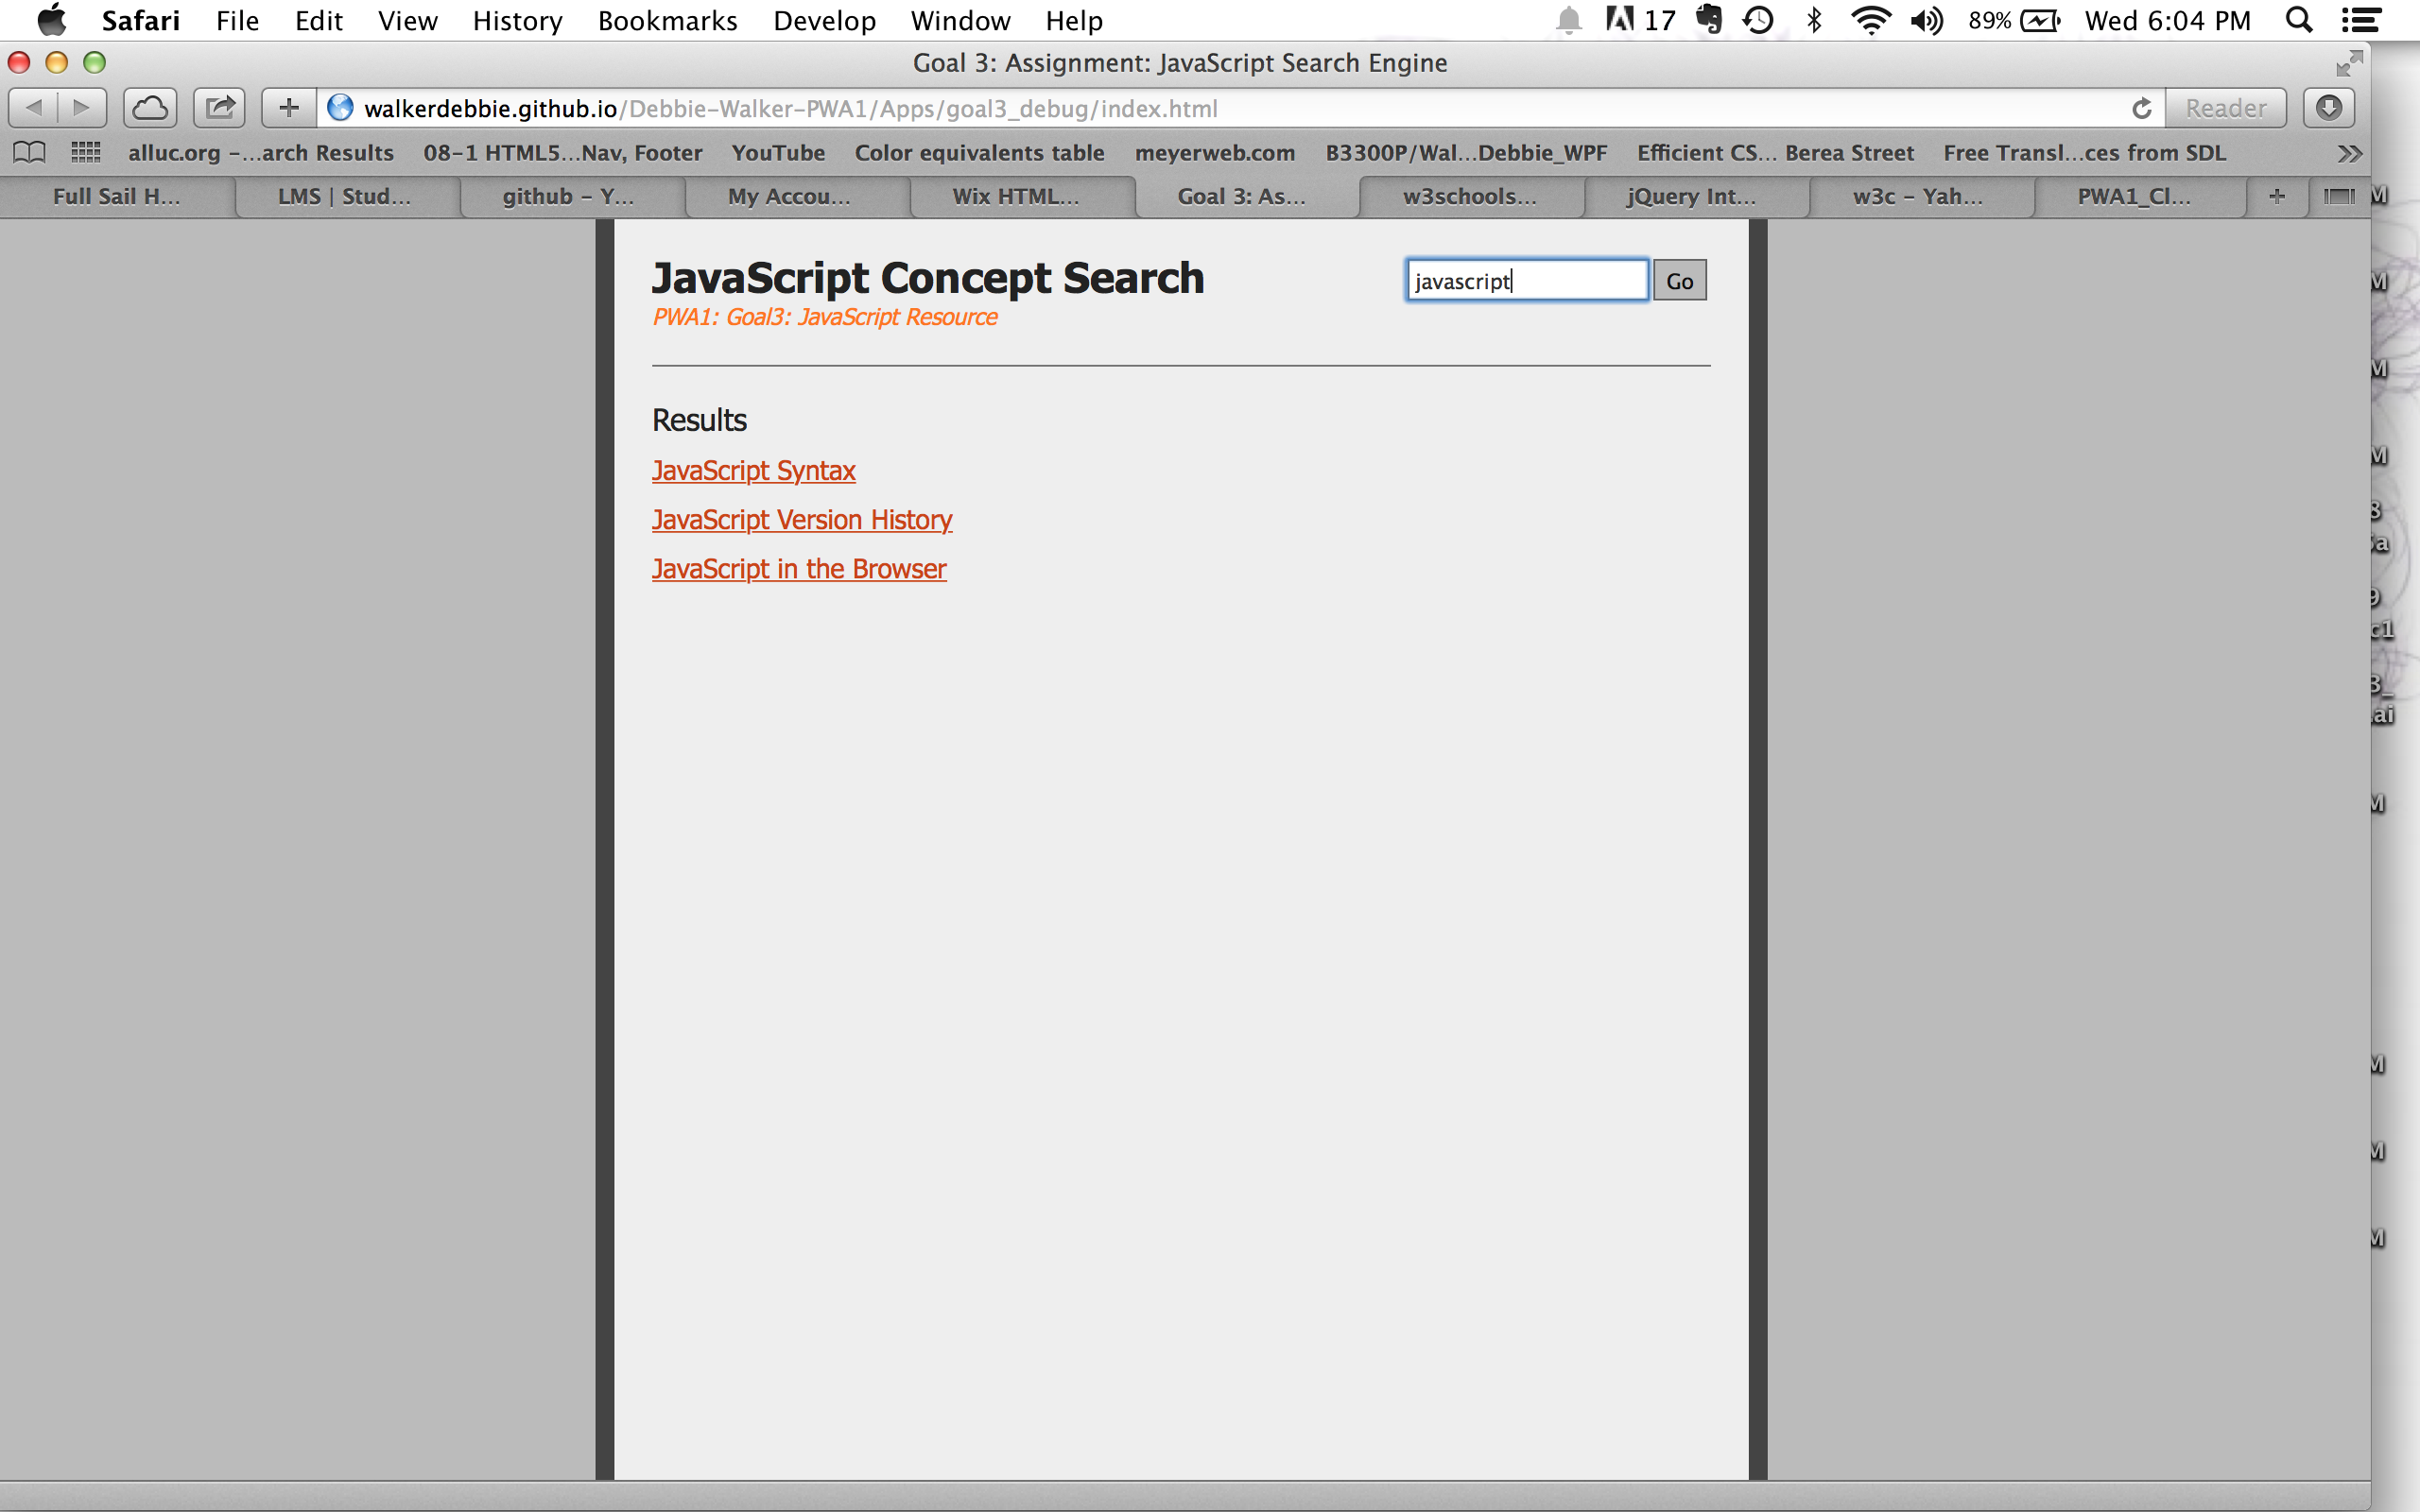 Safari File Edit View History Bookmarks Develop Window Help 17 89% Wed 6:04 PM
Goal 3: Assignment: JavaScript Search Engine
walkerdebbie.github.io/Debbie-Walker-PWA1/Apps/goal3_debug/index.html Reader
alluc.org -...arch Results 08-1 HTML5...Nav, Footer YouTube Color equivalents table meyerweb.com B3300P/Wal...Debbie_WPF Efficient CS... Berea Street Free Transl...ces from SDL
Full Sail H... LMS | Stud... github - Y... My Accou... Wix HTML... Goal 3: As... w3schools... jQuery Int... w3c - Yah... PWA1_Cl...
JavaScript Concept Search
javascript Go
PWA1: Goal3: JavaScript Resource
Results
JavaScript Syntax
JavaScript Version History
JavaScript in the Browser